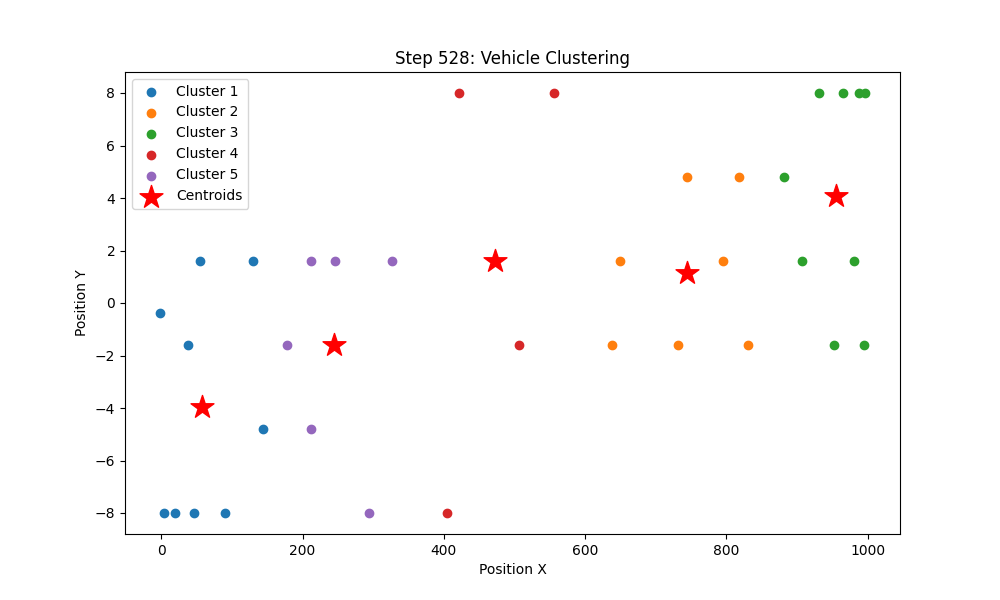 Step 528: Vehicle Clustering
Cluster 1
Cluster 2
Cluster 3
Cluster 4
Cluster 5
Centroids
8
6
4
2
0
−2
−4
−6
−8
Position Y
0 200 400 600 800 1000
Position X